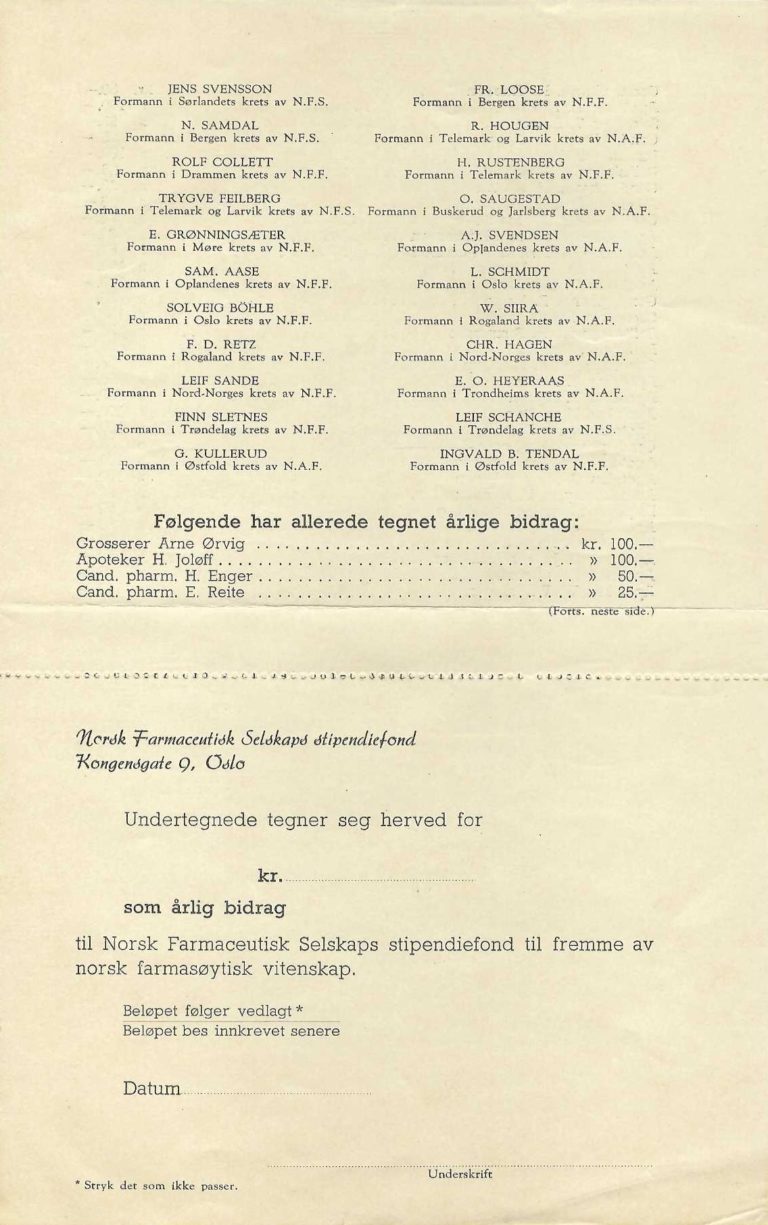 JENS SVENSSON
Formann i Sørlandets krets av N.F.S.
N. SAMDAL
Formann i Bergen krets av N.F.S.
ROLF COLLETT
Formann i Drammen krets av N.F.F.
TRYGVE FEILBERG
Formann i Telemark og Larvik krets av N.F.S.
E. GRØNNINGSÆTER
Formann i Møre krets av N.F.F.
SAM. AASE
Formann i Oplandenes krets av N.F.F.
SOLVEIG BÖHLE
Formann i Oslo krets av N.F.F.
F. D. RETZ
Formann i Rogaland krets av N.F.F.
LEIF SANDE
Formann i Nord-Norges krets av N.F.F.
FINN SLETNES
Formann i Trøndelag krets av N.F.F.
G. KULLERUD
Formann i Østfold krets av N.A.F.
FR. LOOSE
Formann i Bergen krets av N.F.F.
R. HOUGEN
Formann i Telemark og Larvik krets av N.A.F.
H. RUSTENBERG
Formann i Telemark krets av N.F.F.
O. SAUGESTAD
Formann i Buskerud og Jarlsberg krets av N.A.F.
A.J. SVENDSEN
Formann i Oplandenes krets av N.A.F.
L. SCHMIDT
Formann i Oslo krets av N.A.F.
W. SIIRA
Formann i Rogaland krets av N.A.F.
CHR. HAGEN
Formann i Nord-Norges krets av N.A.F.
E. O. HEYERAAS
Formann i Trondheims krets av N.A.F.
LEIF SCHANCHE
Formann i Trøndelag krets av N.F.S.
INGVALD B. TENDAL
Formann i Østfold krets av N.F.F.
Følgende har allerede tegnet årlige bidrag:
Grosserer Arne Ørvig ................................ kr. 100.—
Apoteker H. Joløff .................................... » 100.—
Cand. pharm. H. Enger ................................ » 50.—
Cand. pharm. E. Reite ................................ » 25.—
(Forts. neste side.)
Norsk Farmaceutisk Selskaps stipendiefond
Kongensgate 9, Oslo
Undertegnede tegner seg herved for
kr.
som årlig bidrag
til Norsk Farmaceutisk Selskaps stipendiefond til fremme av
norsk farmasøytisk vitenskap.
Beløpet følger vedlagt *
Beløpet bes innkrevet senere
Datum
Underskrift
* Stryk det som ikke passer.